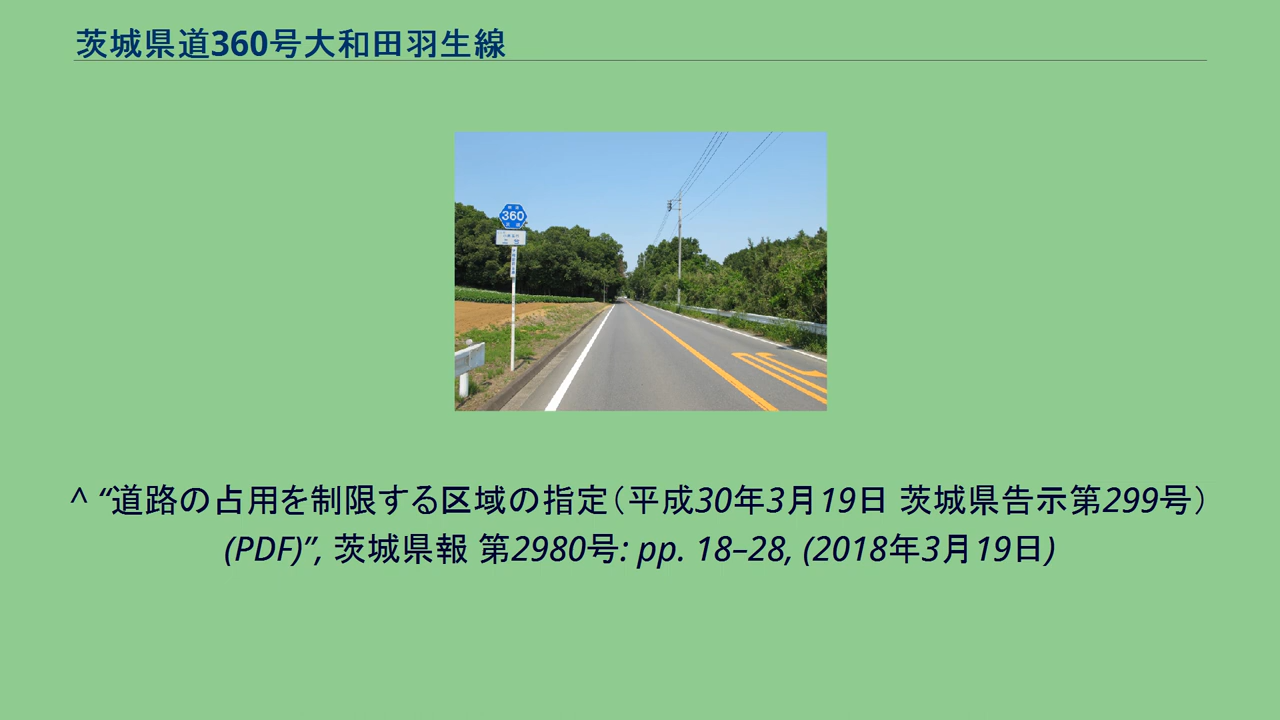 茨城県道360号大和田羽生線
360
^ “道路の占用を制限する区域の指定（平成30年3月19日 茨城県告示第299号）
(PDF)”, 茨城県報 第2980号: pp. 18–28, (2018年3月19日)